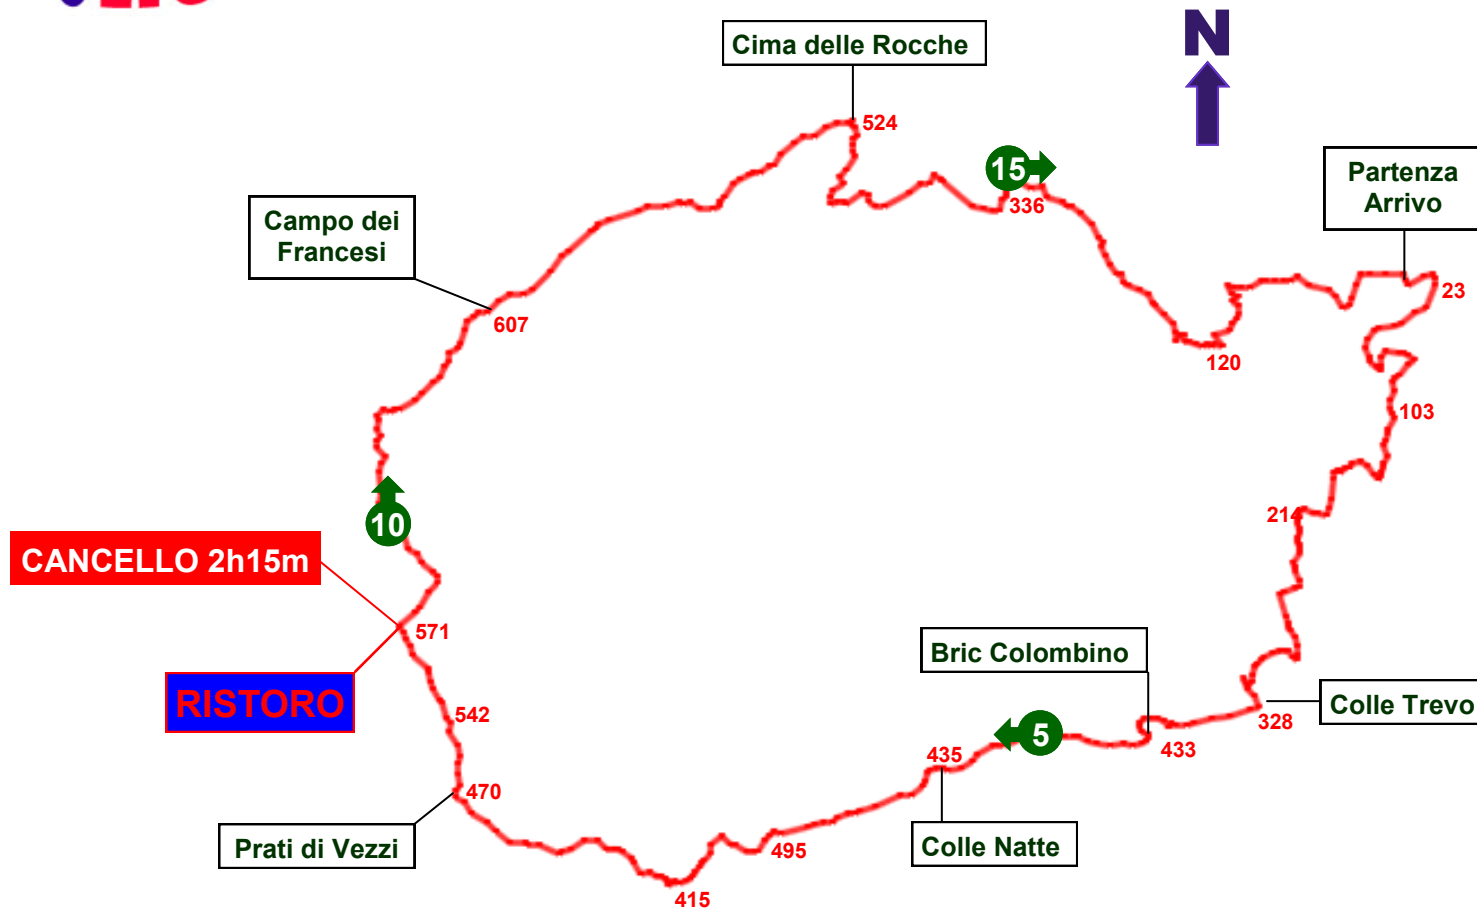 N
Cima delle Rocche
524
15
336
Partenza
Arrivo
23
Campo dei
Francesi
607
120
103
10
214
CANCELLO 2h15m
571
RISTORO
Bric Colombino
Colle Trevo
328
542
5
433
435
470
Prati di Vezzi
495
Colle Natte
415